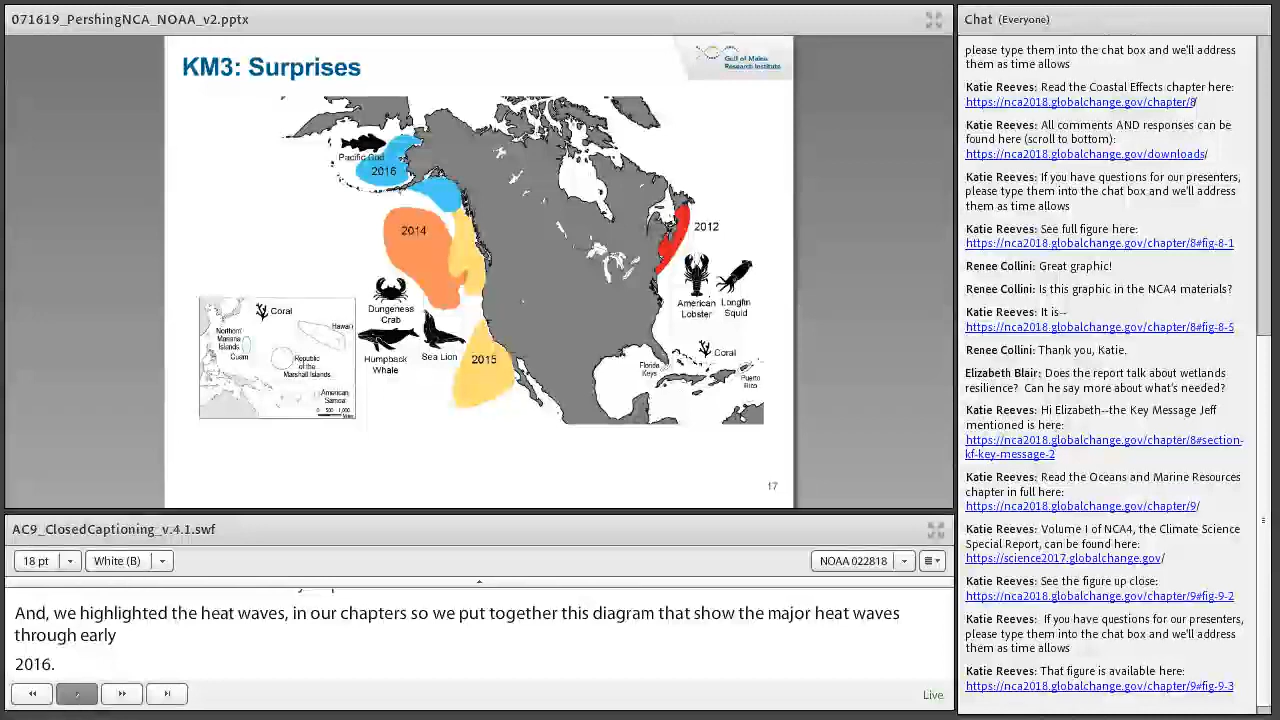 071619_PershingNCA_NOAA_v2.pptx
KM3: Surprises
Gulf of Maine
Research Institute
Pacific Cod
2016
2014
2012
Dungeness
Crab
American
Lobster
Longfin
Squid
Coral
Northern
Mariana
Islands
Guam
Hawai'i
Republic
of the
Marshall Islands
American
Samoa
0 500 1,000
Miles
Humpback
Whale
Sea Lion
2015
Coral
Florida
Keys
Puerto
Rico
17
AC9_ClosedCaptioning_v.4.1.swf
18 pt
White (B)
NOAA 022818
And, we highlighted the heat waves, in our chapters so we put together this diagram that show the major heat waves
through early
2016.
Live
Chat (Everyone)
please type them into the chat box and we'll address
them as time allows
Katie Reeves: Read the Coastal Effects chapter here:
https://nca2018.globalchange.gov/chapter/8/
Katie Reeves: All comments AND responses can be
found here (scroll to bottom):
https://nca2018.globalchange.gov/downloads/
Katie Reeves: If you have questions for our presenters,
please type them into the chat box and we'll address
them as time allows
Katie Reeves: See full figure here:
https://nca2018.globalchange.gov/chapter/8#fig-8-1
Renee Collini: Great graphic!
Renee Collini: Is this graphic in the NCA4 materials?
Katie Reeves: It is--
https://nca2018.globalchange.gov/chapter/8#fig-8-5
Renee Collini: Thank you, Katie.
Elizabeth Blair: Does the report talk about wetlands
resilience? Can he say more about what's needed?
Katie Reeves: Hi Elizabeth--the Key Message Jeff
mentioned is here:
https://nca2018.globalchange.gov/chapter/8#section-
kf-key-message-2
Katie Reeves: Read the Oceans and Marine Resources
chapter in full here:
https://nca2018.globalchange.gov/chapter/9/
Katie Reeves: Volume I of NCA4, the Climate Science
Special Report, can be found here:
https://science2017.globalchange.gov/
Katie Reeves: See the figure up close:
https://nca2018.globalchange.gov/chapter/9#fig-9-2
Katie Reeves: If you have questions for our presenters,
please type them into the chat box and we'll address
them as time allows
Katie Reeves: That figure is available here:
https://nca2018.globalchange.gov/chapter/9#fig-9-3